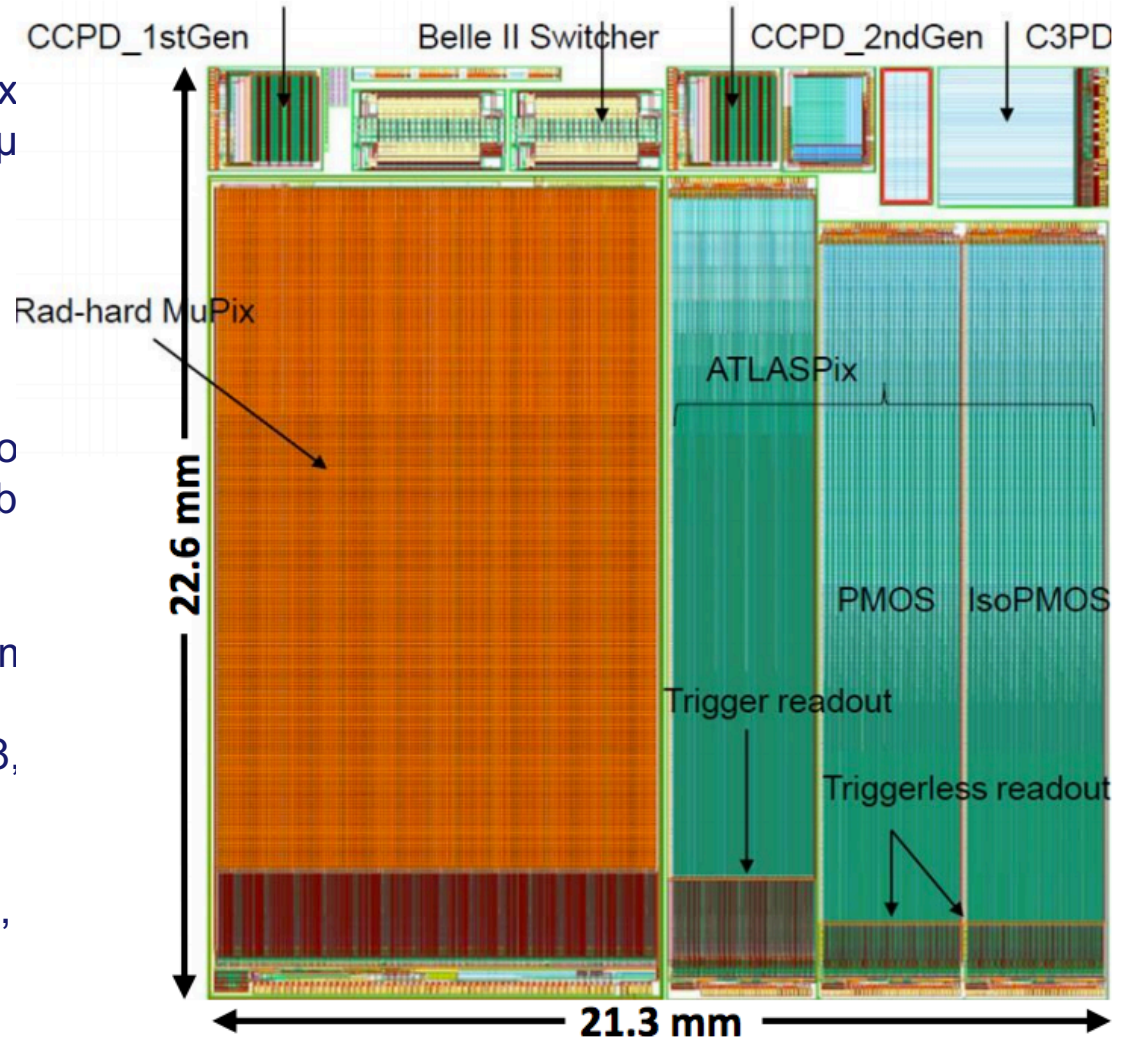 CCPD_1stGen
Belle II Switcher
CCPD_2ndGen
C3PD
x
μ
Rad-hard MuPix
ATLASPix
o
b
22.6 mm
PMOS
IsoPMOS
n
Trigger readout
3,
Triggerless readout
,
21.3 mm